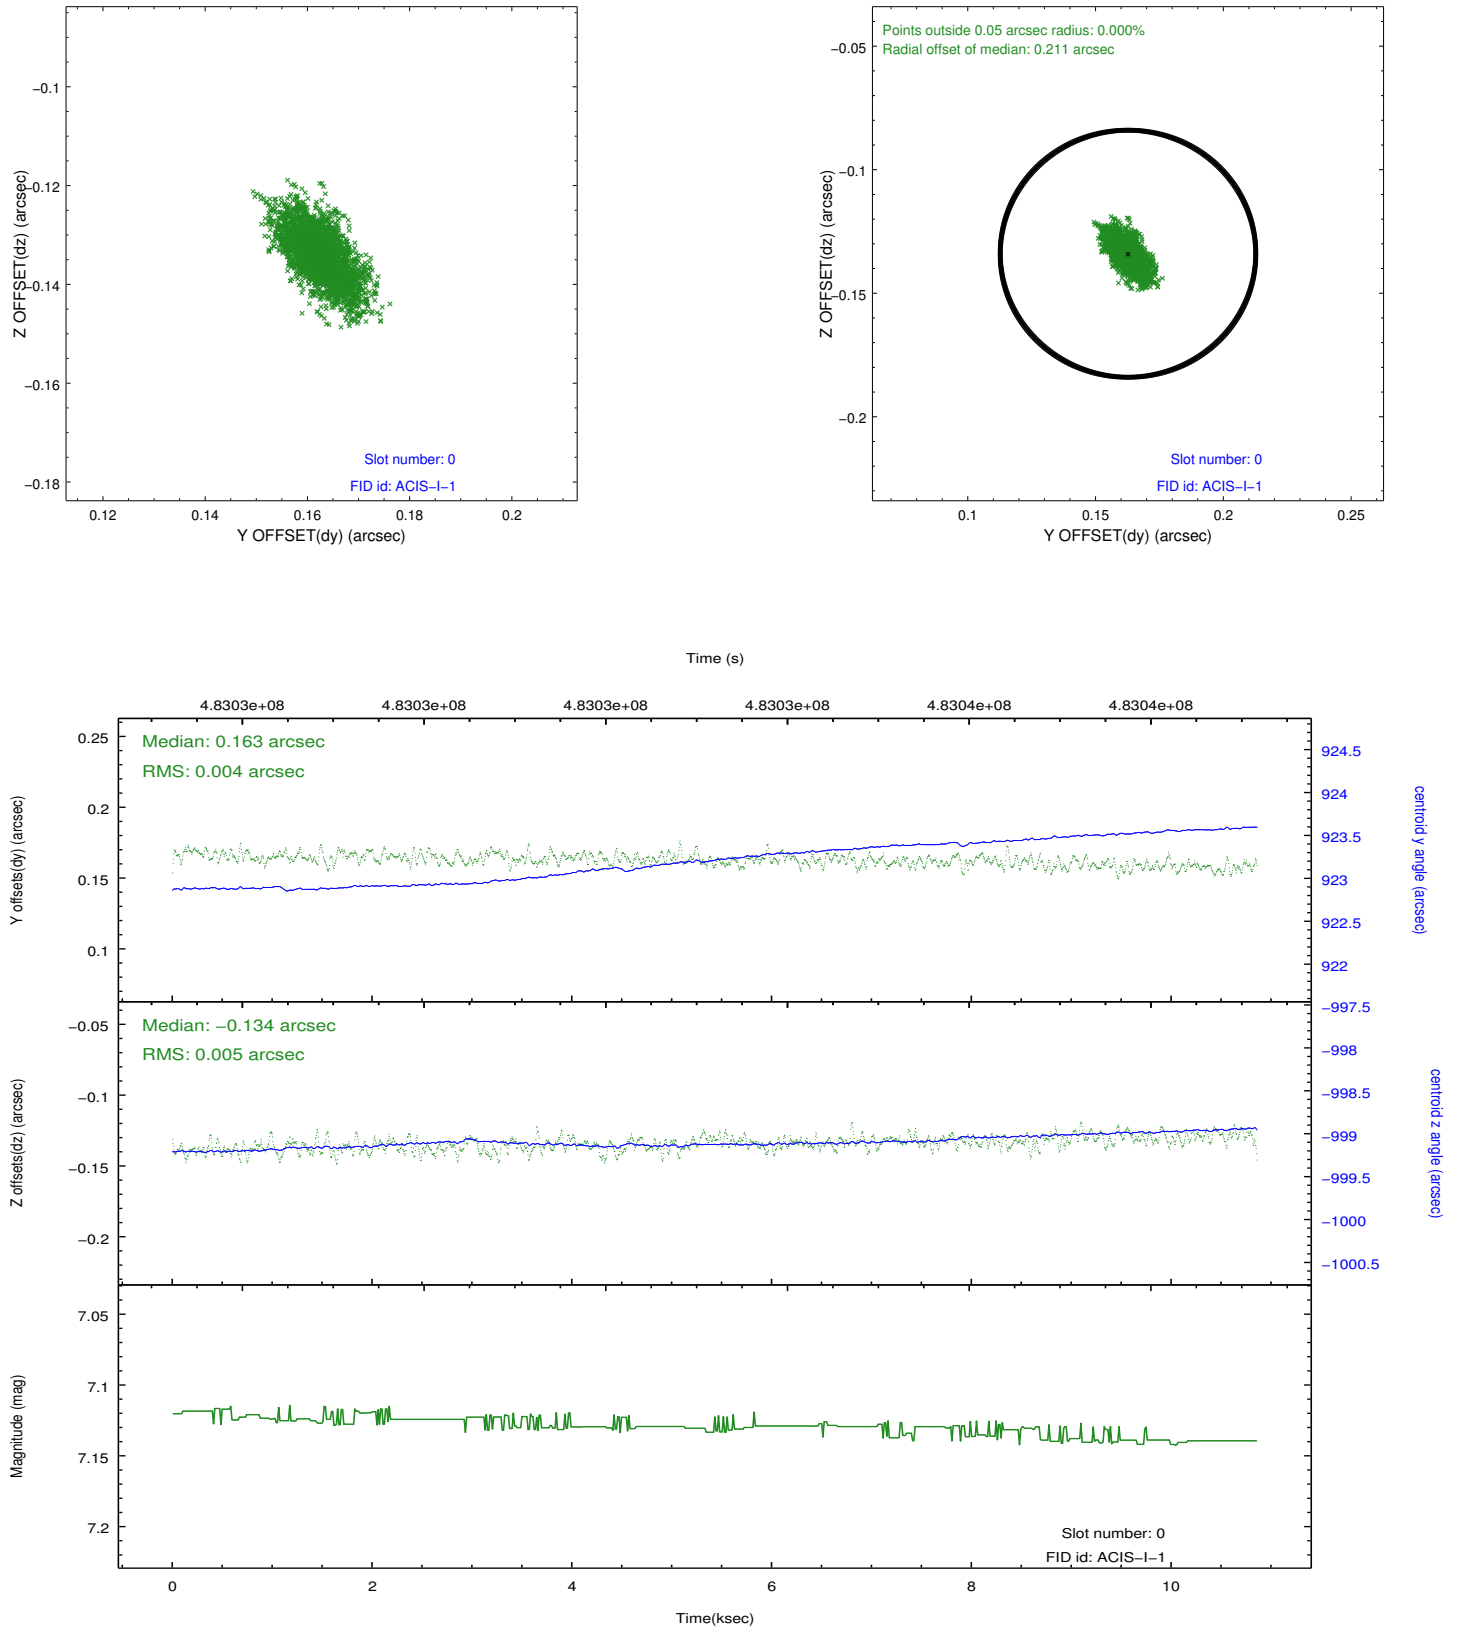 −0.1
−0.12
−0.14
−0.16
−0.18
Z OFFSET(dz) (arcsec)
0.12 0.14 0.16 0.18 0.2
Y OFFSET(dy) (arcsec)
Slot number: 0
FID id: ACIS−I−1
Points outside 0.05 arcsec radius: 0.000%
Radial offset of median: 0.211 arcsec
−0.05
−0.1
−0.15
−0.2
Z OFFSET(dz) (arcsec)
0.1 0.15 0.2 0.25
Y OFFSET(dy) (arcsec)
Slot number: 0
FID id: ACIS−I−1
Time (s)
4.8303e+08 4.8303e+08 4.8303e+08 4.8303e+08 4.8304e+08 4.8304e+08
Median: 0.163 arcsec
RMS: 0.004 arcsec
0.25
0.2
0.15
0.1
Y offsets(dy) (arcsec)
924.5
924
923.5
923
922.5
922
centroid y angle (arcsec)
Median: −0.134 arcsec
RMS: 0.005 arcsec
−0.05
−0.1
−0.15
−0.2
Z offsets(dz) (arcsec)
−997.5
−998
−998.5
−999
−999.5
−1000
−1000.5
centroid z angle (arcsec)
7.05
7.1
7.15
7.2
Magnitude (mag)
Slot number: 0
FID id: ACIS−I−1
0 2 4 6 8 10
Time(ksec)